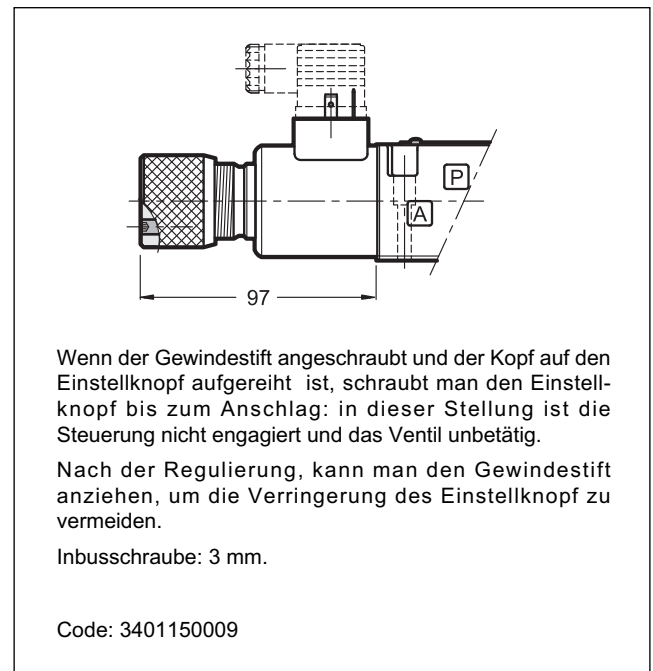 P
A
97
Wenn der Gewindestift angeschraubt und der Kopf auf den
Einstellknopf aufgereiht ist, schraubt man den Einstell-
knopf bis zum Anschlag: in dieser Stellung ist die
Steuerung nicht engagiert und das Ventil unbetätig.
Nach der Regulierung, kann man den Gewindestift
anziehen, um die Verringerung des Einstellknopf zu
vermeiden.
Inbusschraube: 3 mm.
Code: 3401150009